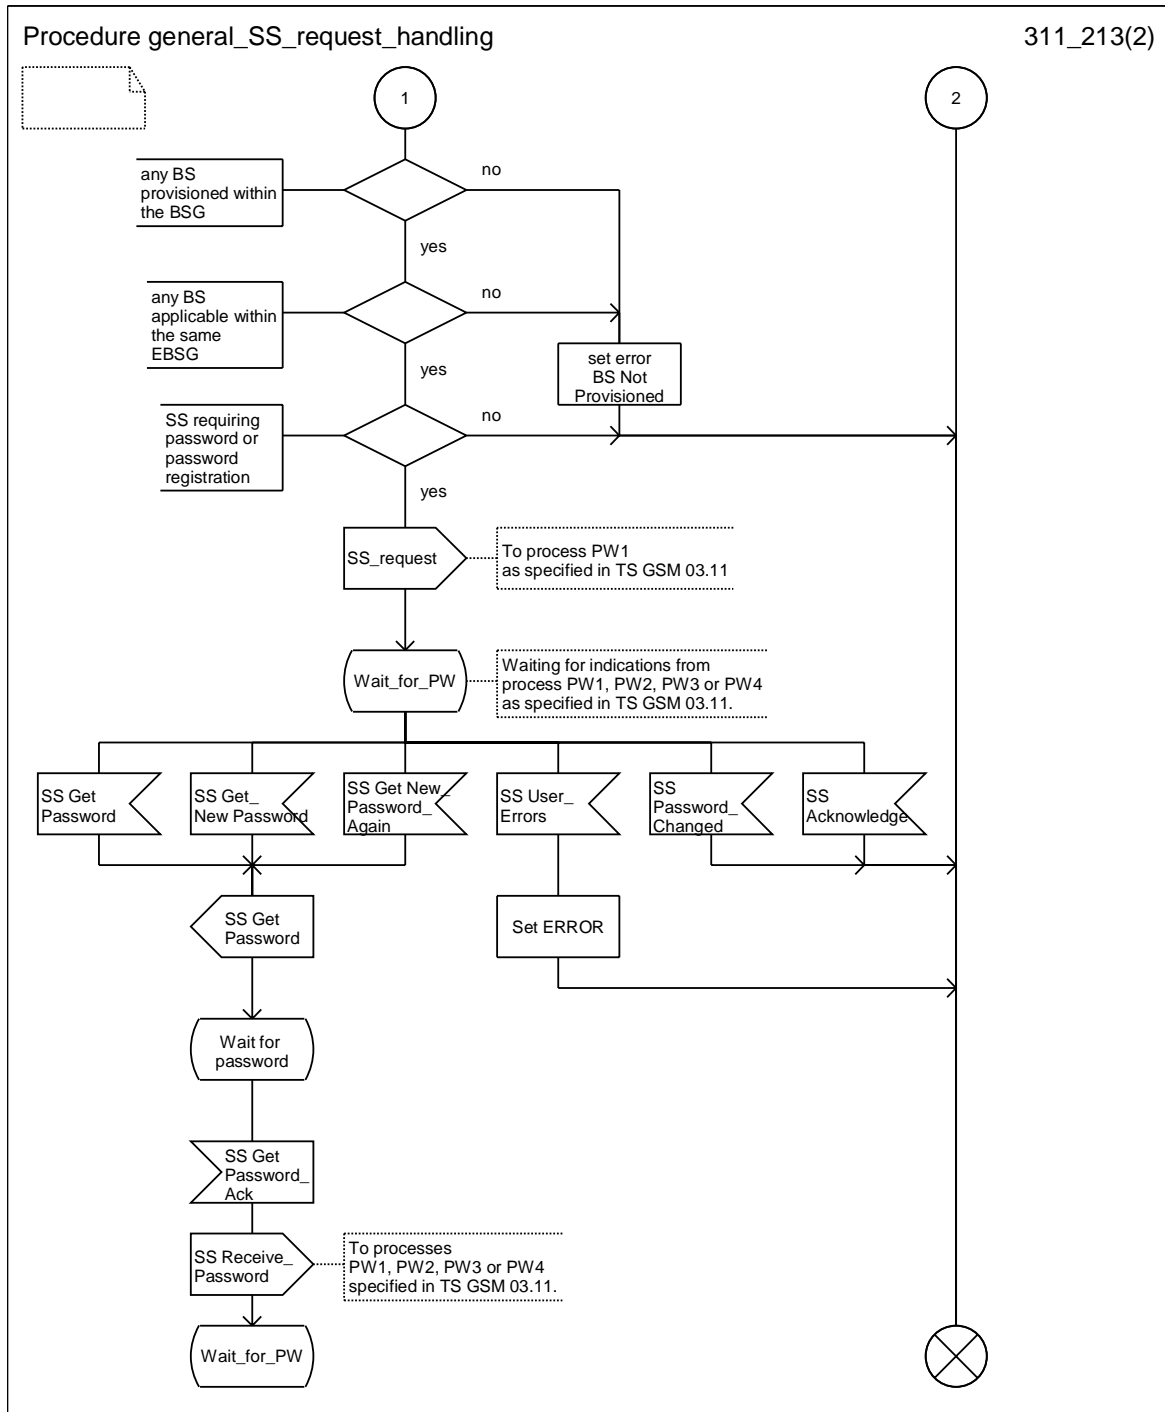 Procedure general_SS_request_handling
311_213(2)
1
2
any BS
provisioned within
the BSG
no
yes
any BS
applicable within
the same
EBSG
no
set error
BS Not
Provisioned
yes
SS requiring
password or
password
registration
no
yes
SS_request
To process PW1
as specified in TS GSM 03.11
Wait_for_PW
Waiting for indications from
process PW1, PW2, PW3 or PW4
as specified in TS GSM 03.11.
SS Get
Password
SS Get_
New Password
SS Get New_
Password_
Again
SS User_
Errors
SS
Password_
Changed
SS
Acknowledge
SS Get
Password
Set ERROR
Wait for
password
SS Get
Password_
Ack
SS Receive_
Password
To processes
PW1, PW2, PW3 or PW4
specified in TS GSM 03.11.
Wait_for_PW